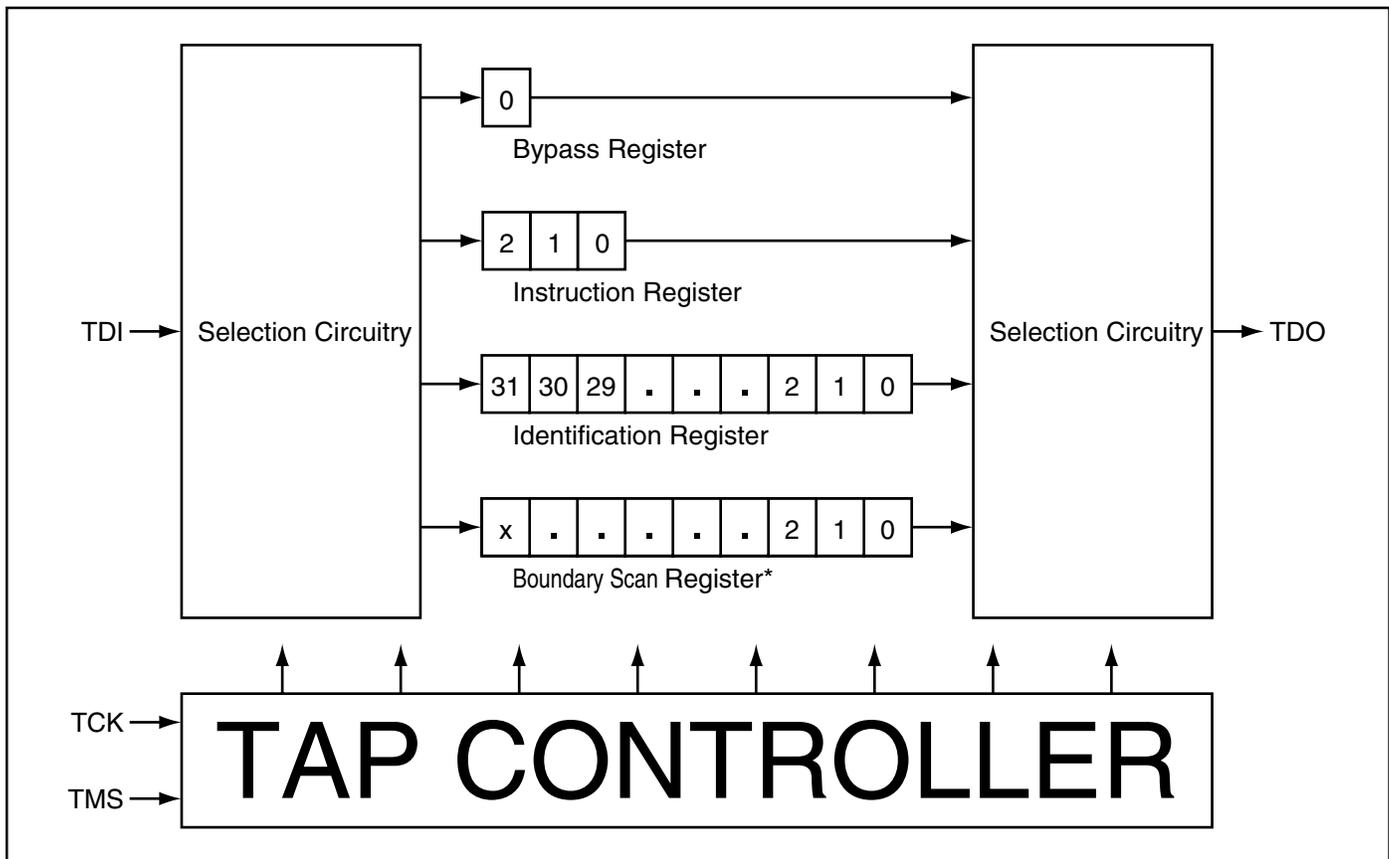 0
Bypass Register
2 1 0
Instruction Register
TDI Selection Circuitry Selection Circuitry TDO
31 30 29 . . . 2 1 0
Identification Register
x . . . . . 2 1 0
Boundary Scan Register*
TCK
TAP CONTROLLER
TMS